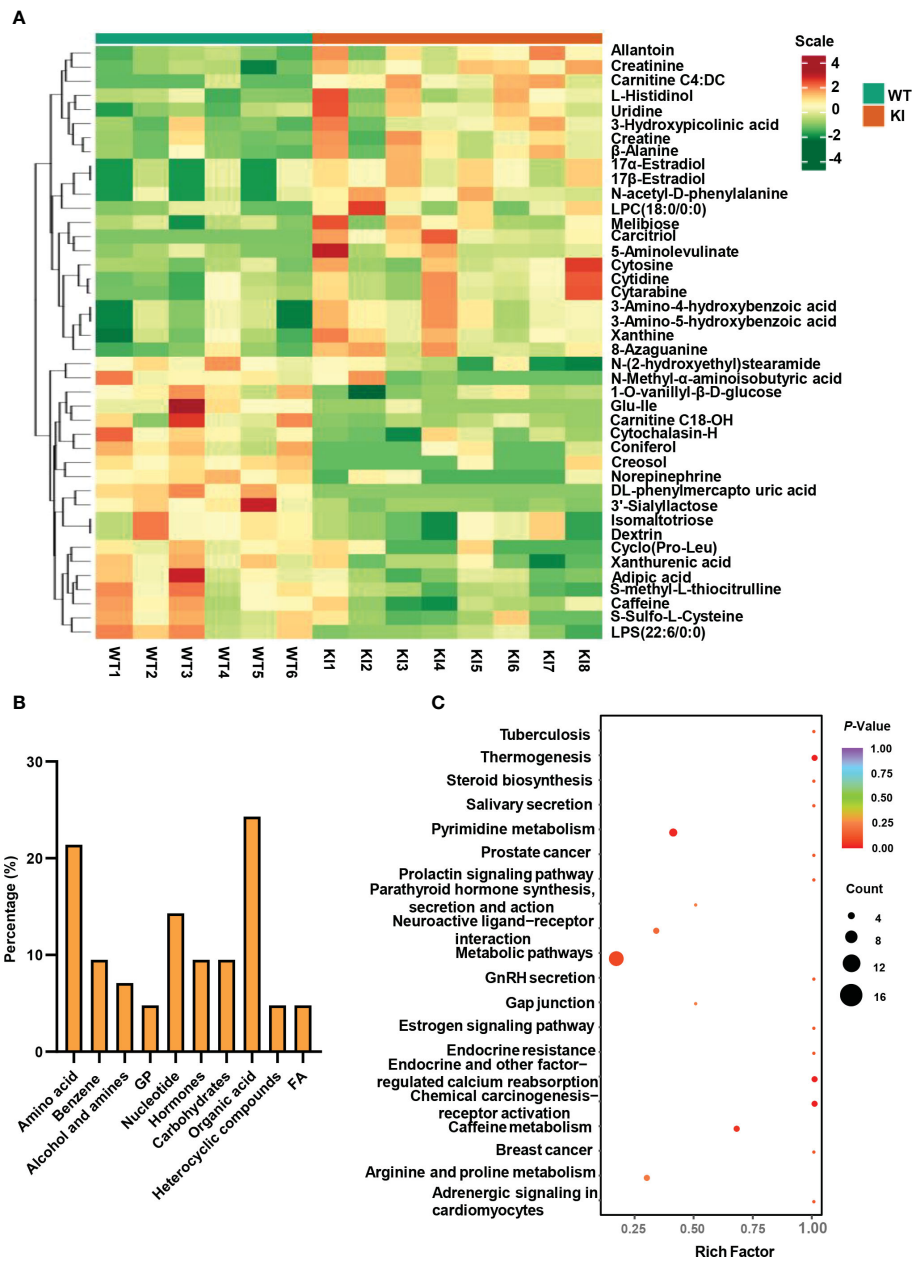 A
Scale
4
2
0
-2
-4
WT
KI
Allantoin
Creatinine
Carnitine C4:DC
L-Histidinol
Uridine
3-Hydroxypicolinic acid
Creatine
β-Alanine
17α-Estradiol
17β-Estradiol
N-acetyl-D-phenylalanine
LPC(18:0/0:0)
Melibiose
Carcitriol
5-Aminolevulinate
Cytosine
Cytidine
Cytarabine
3-Amino-4-hydroxybenzoic acid
3-Amino-5-hydroxybenzoic acid
Xanthine
8-Azaguanine
N-(2-hydroxyethyl)stearamide
N-Methyl-α-aminoisobutyric acid
1-O-vanillyl-β-D-glucose
Glu-Ile
Carnitine C18-OH
Cytochalasin-H
Coniferol
Creosol
Norepinephrine
DL-phenylmercapto uric acid
3'-Sialyllactose
Isomaltotriose
Dextrin
Cyclo(Pro-Leu)
Xanthurenic acid
Adipic acid
S-methyl-L-thiocitrulline
Caffeine
S-Sulfo-L-Cysteine
LPS(22:6/0:0)
WT1
WT2
WT3
WT4
WT5
WT6
KI1
KI2
KI3
KI4
KI5
KI6
KI7
KI8
B
Percentage (%)
30
20
10
0
Amino acid
Benzene
Alcohol and amines
GP
Nucleotide
Hormones
Carbohydrates
Organic acid
Heterocyclic compounds
FA
C
Tuberculosis
Thermogenesis
Steroid biosynthesis
Salivary secretion
Pyrimidine metabolism
Prostate cancer
Prolactin signaling pathway
Parathyroid hormone synthesis,
secretion and action
Neuroactive ligand−receptor
interaction
Metabolic pathways
GnRH secretion
Gap junction
Estrogen signaling pathway
Endocrine resistance
Endocrine and other factor−
regulated calcium reabsorption
Chemical carcinogenesis−
receptor activation
Caffeine metabolism
Breast cancer
Arginine and proline metabolism
Adrenergic signaling in
cardiomyocytes
0.25
0.50
0.75
1.00
Rich Factor
P-Value
1.00
0.75
0.50
0.25
0.00
Count
4
8
12
16